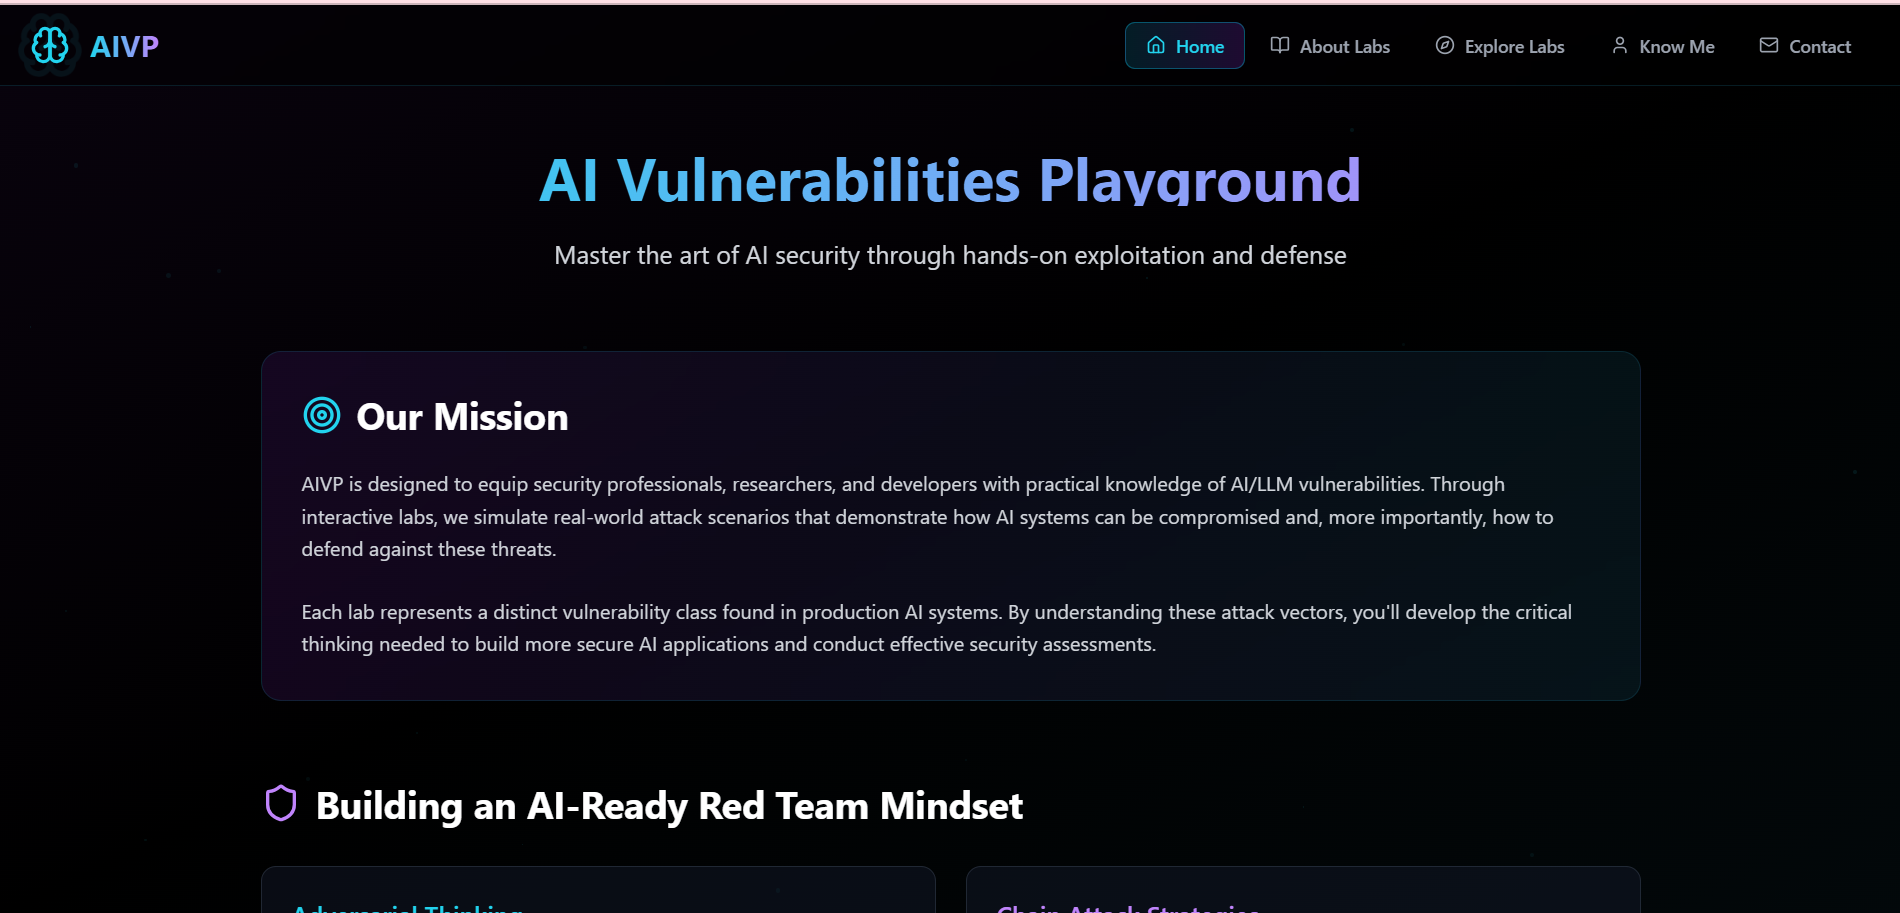 AIVP
Home
About Labs
Explore Labs
Know Me
Contact
AI Vulnerabilities Playground
Master the art of AI security through hands-on exploitation and defense
Our Mission
AIVP is designed to equip security professionals, researchers, and developers with practical knowledge of AI/LLM vulnerabilities. Through
interactive labs, we simulate real-world attack scenarios that demonstrate how AI systems can be compromised and, more importantly, how to
defend against these threats.
Each lab represents a distinct vulnerability class found in production AI systems. By understanding these attack vectors, you'll develop the critical
thinking needed to build more secure AI applications and conduct effective security assessments.
Building an AI-Ready Red Team Mindset
Adversarial Thinking
Chain Attack Strategies